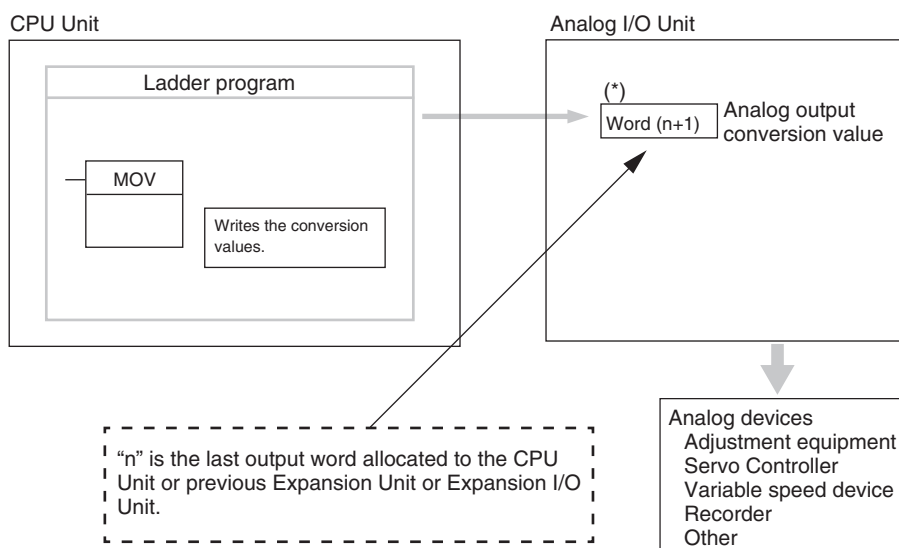 CPU Unit
Analog I/O Unit
Ladder program
(*)
Word (n+1)
Analog output
conversion value
MOV
Writes the conversion
values.
“n” is the last output word allocated to the CPU
Unit or previous Expansion Unit or Expansion I/O
Unit.
Analog devices
Adjustment equipment
Servo Controller
Variable speed device
Recorder
Other